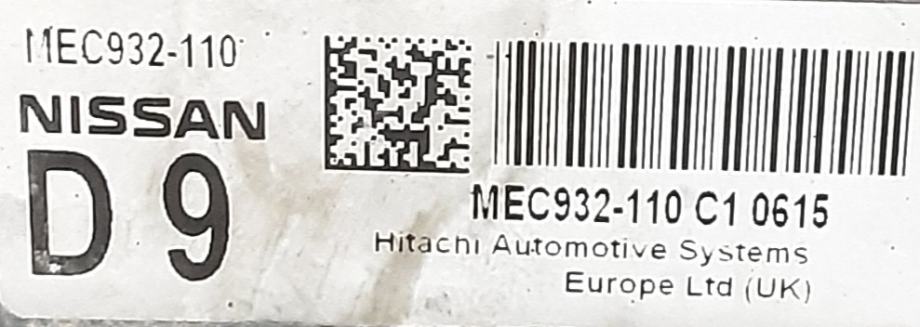 MEC932-110
NISSAN
D 9
MEC932-110 C1 0615
Hitachi Automotive Systems
Europe Ltd (UK)